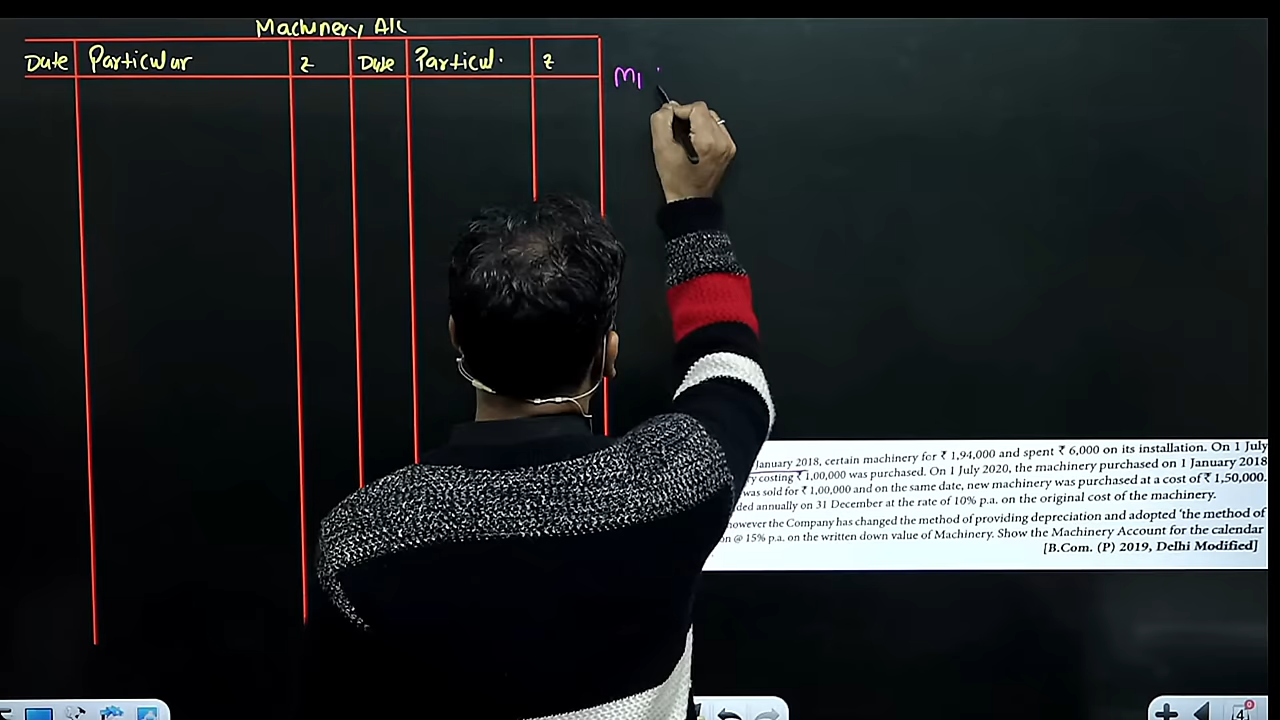 Machinery A/c
Date Particular ₹ Date Particul. ₹
M1
January 2018, certain machinery for ₹ 1,94,000 and spent ₹ 6,000 on its installation. On 1 July
costing ₹ 1,00,000 was purchased. On 1 July 2020, the machinery purchased on 1 January 2018
was sold for ₹ 1,00,000 and on the same date, new machinery was purchased at a cost of ₹ 1,50,000.
ded annually on 31 December at the rate of 10% p.a. on the original cost of the machinery.
however the Company has changed the method of providing depreciation and adopted 'the method of
n @ 15% p.a. on the written down value of Machinery. Show the Machinery Account for the calendar
[B.Com. (P) 2019, Delhi Modified]